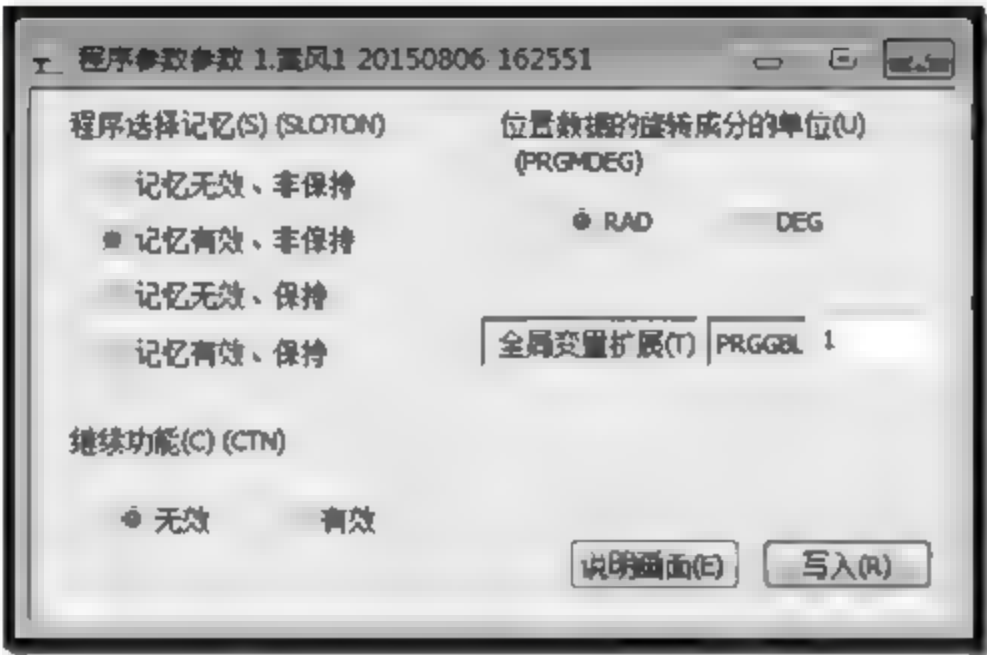 程序参数参数 1.置风1 20150806-162551
程序选择记忆(S) (SLOTON)
记忆无效、非保持
记忆有效、非保持
记忆无效、保持
记忆有效、保持
继续功能(C) (CTN)
无效 有效
位置数据的旋转成分的单位(U)
(PRGMDEG)
RAD DEG
全局变量扩展(T) PRGGBL 1
说明画面(E) 写入(R)